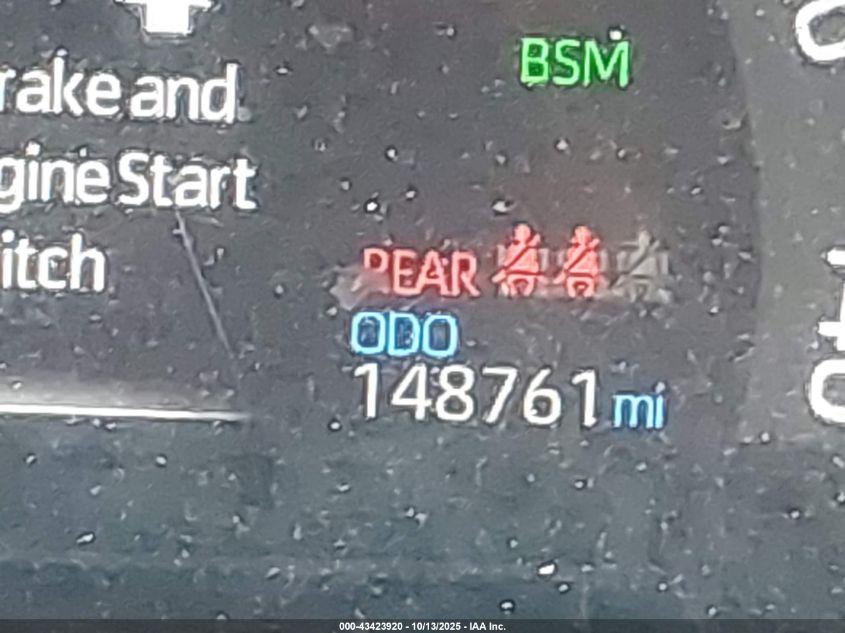 BSM
rake and
gine Start
itch
REAR
ODO
148761 mi
000-43423920 - 10/13/2025 - IAA Inc.